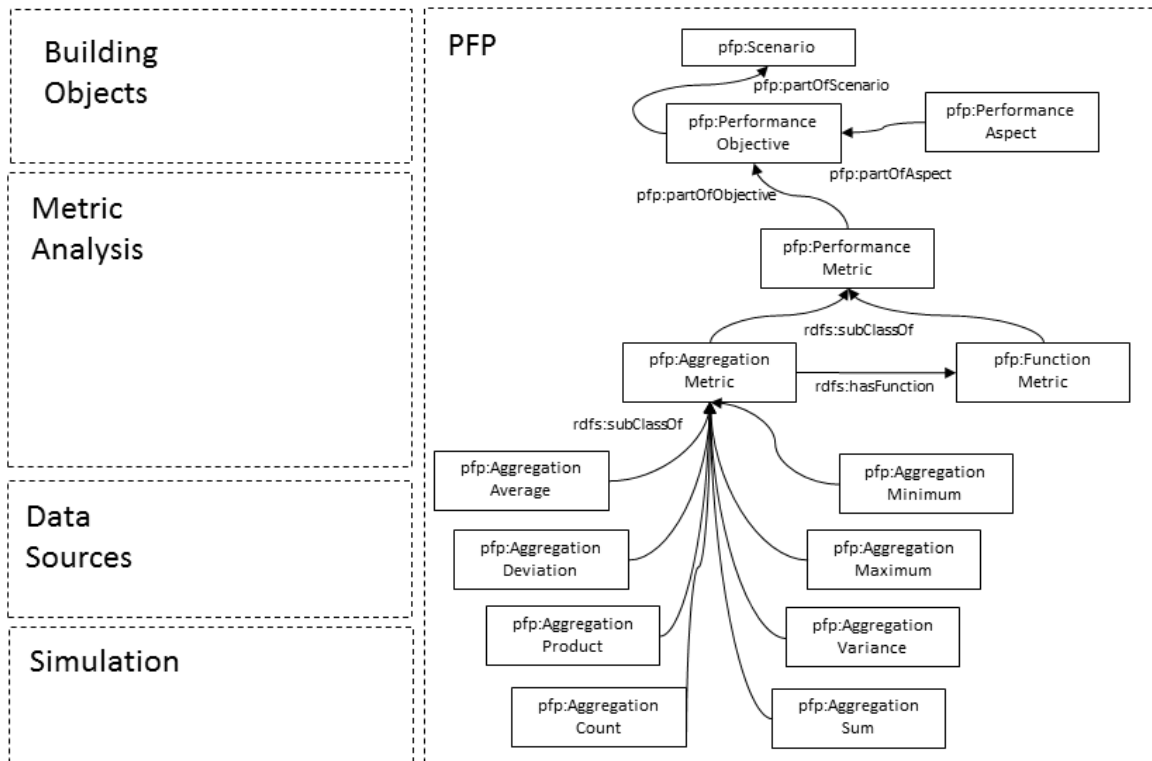 Building
Objects
Metric
Analysis
Data
Sources
Simulation
PFP
pfp:Scenario
pfp:partOfScenario
pfp:Performance
Objective
pfp:Performance
Aspect
pfp:partOfAspect
pfp:partOfObjective
pfp:Performance
Metric
rdfs:subClassOf
pfp:Aggregation
Metric
rdfs:hasFunction
pfp:Function
Metric
rdfs:subClassOf
pfp:Aggregation
Average
pfp:Aggregation
Minimum
pfp:Aggregation
Deviation
pfp:Aggregation
Maximum
pfp:Aggregation
Product
pfp:Aggregation
Variance
pfp:Aggregation
Count
pfp:Aggregation
Sum